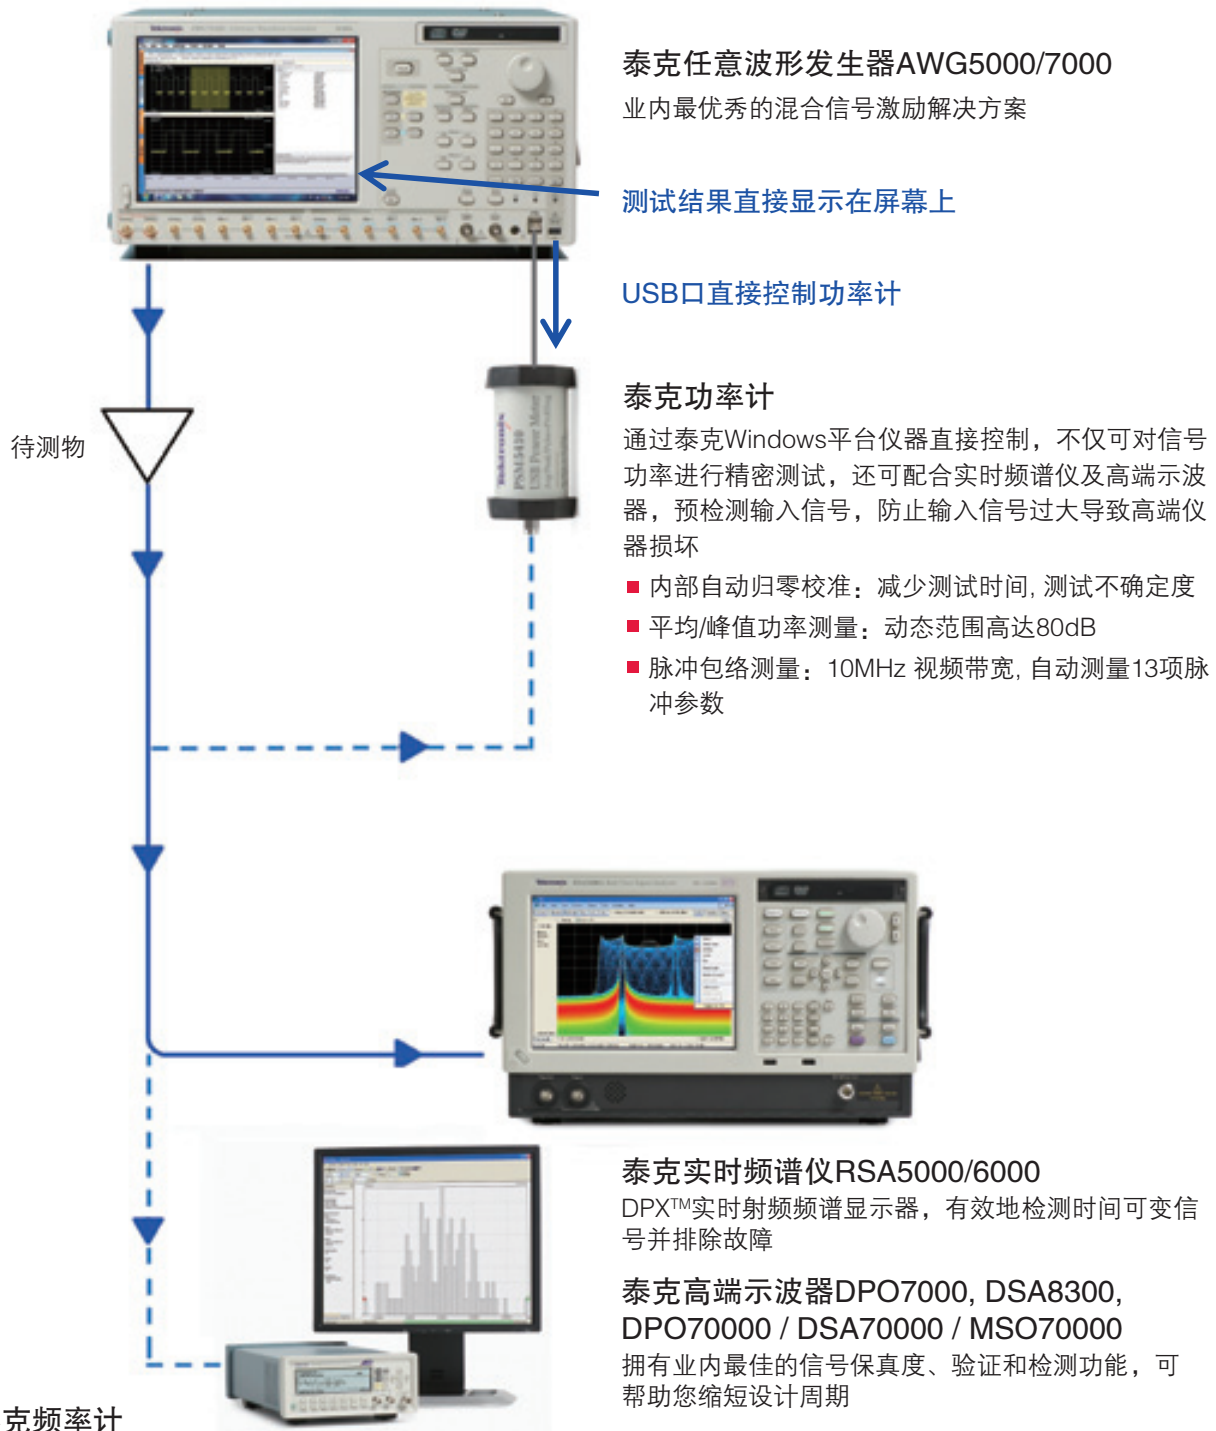 泰克任意波形发生器AWG5000/7000
业内最优秀的混合信号激励解决方案
测试结果直接显示在屏幕上
USB口直接控制功率计
泰克功率计
通过泰克Windows平台仪器直接控制，不仅可对信号
功率进行精密测试，还可配合实时频谱仪及高端示波
器，预检测输入信号，防止输入信号过大导致高端仪
器损坏
内部自动归零校准：减少测试时间, 测试不确定度
平均/峰值功率测量：动态范围高达80dB
脉冲包络测量：10MHz 视频带宽, 自动测量13项脉
冲参数
待测物
Tektronix
PSM5410
USB Power Meter
泰克实时频谱仪RSA5000/6000
DPX™实时射频频谱显示器，有效地检测时间可变信
号并排除故障
泰克高端示波器DPO7000, DSA8300,
DPO70000 / DSA70000 / MSO70000
拥有业内最佳的信号保真度、验证和检测功能，可
帮助您缩短设计周期
克频率计